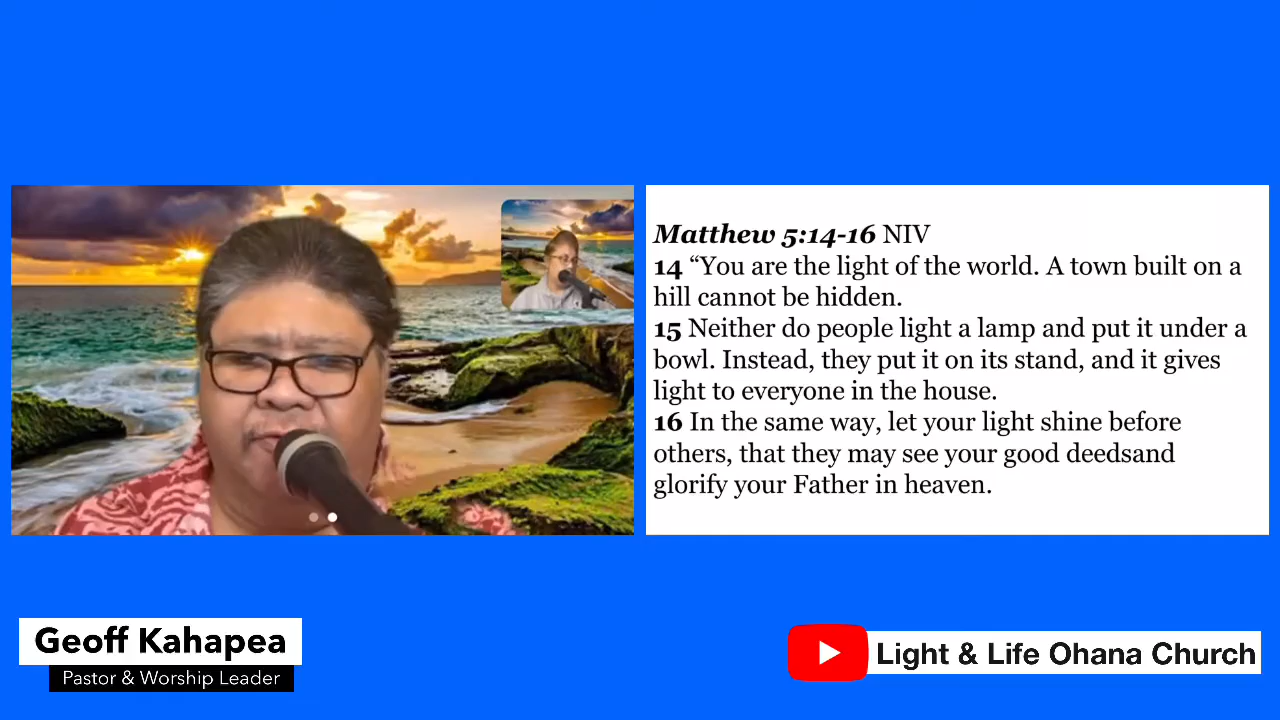 Matthew 5:14-16 NIV
14 “You are the light of the world. A town built on a
hill cannot be hidden.
15 Neither do people light a lamp and put it under a
bowl. Instead, they put it on its stand, and it gives
light to everyone in the house.
16 In the same way, let your light shine before
others, that they may see your good deedsand
glorify your Father in heaven.
Geoff Kahapea
Pastor & Worship Leader
Light & Life Ohana Church